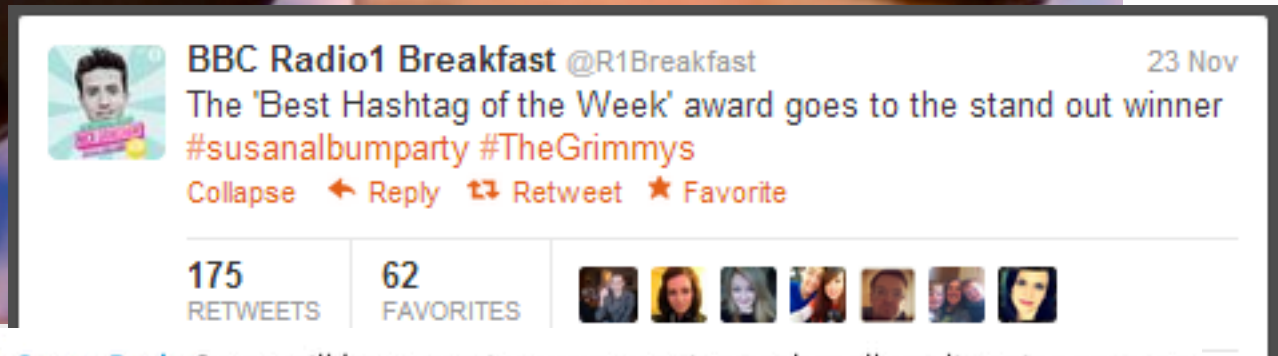 BBC Radio1 Breakfast @R1Breakfast 23 Nov
The 'Best Hashtag of the Week' award goes to the stand out winner
#susanalbumparty #TheGrimmys
Collapse Reply Retweet Favorite
175 62
RETWEETS FAVORITES